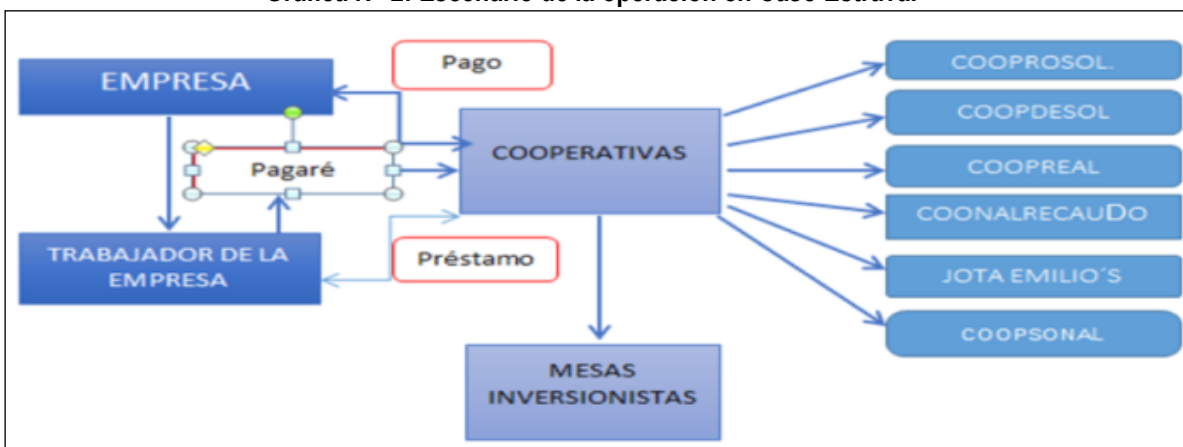 EMPRESA
Pago
COOPERATIVAS
Pagaré
TRABAJADOR DE LA
EMPRESA
Préstamo
MESAS
INVERSIONISTAS
COOPROSOL.
COOPDESOL
COOPREAL
COONALRECAUDO
JOTA EMILIO´S
COOPSONAL